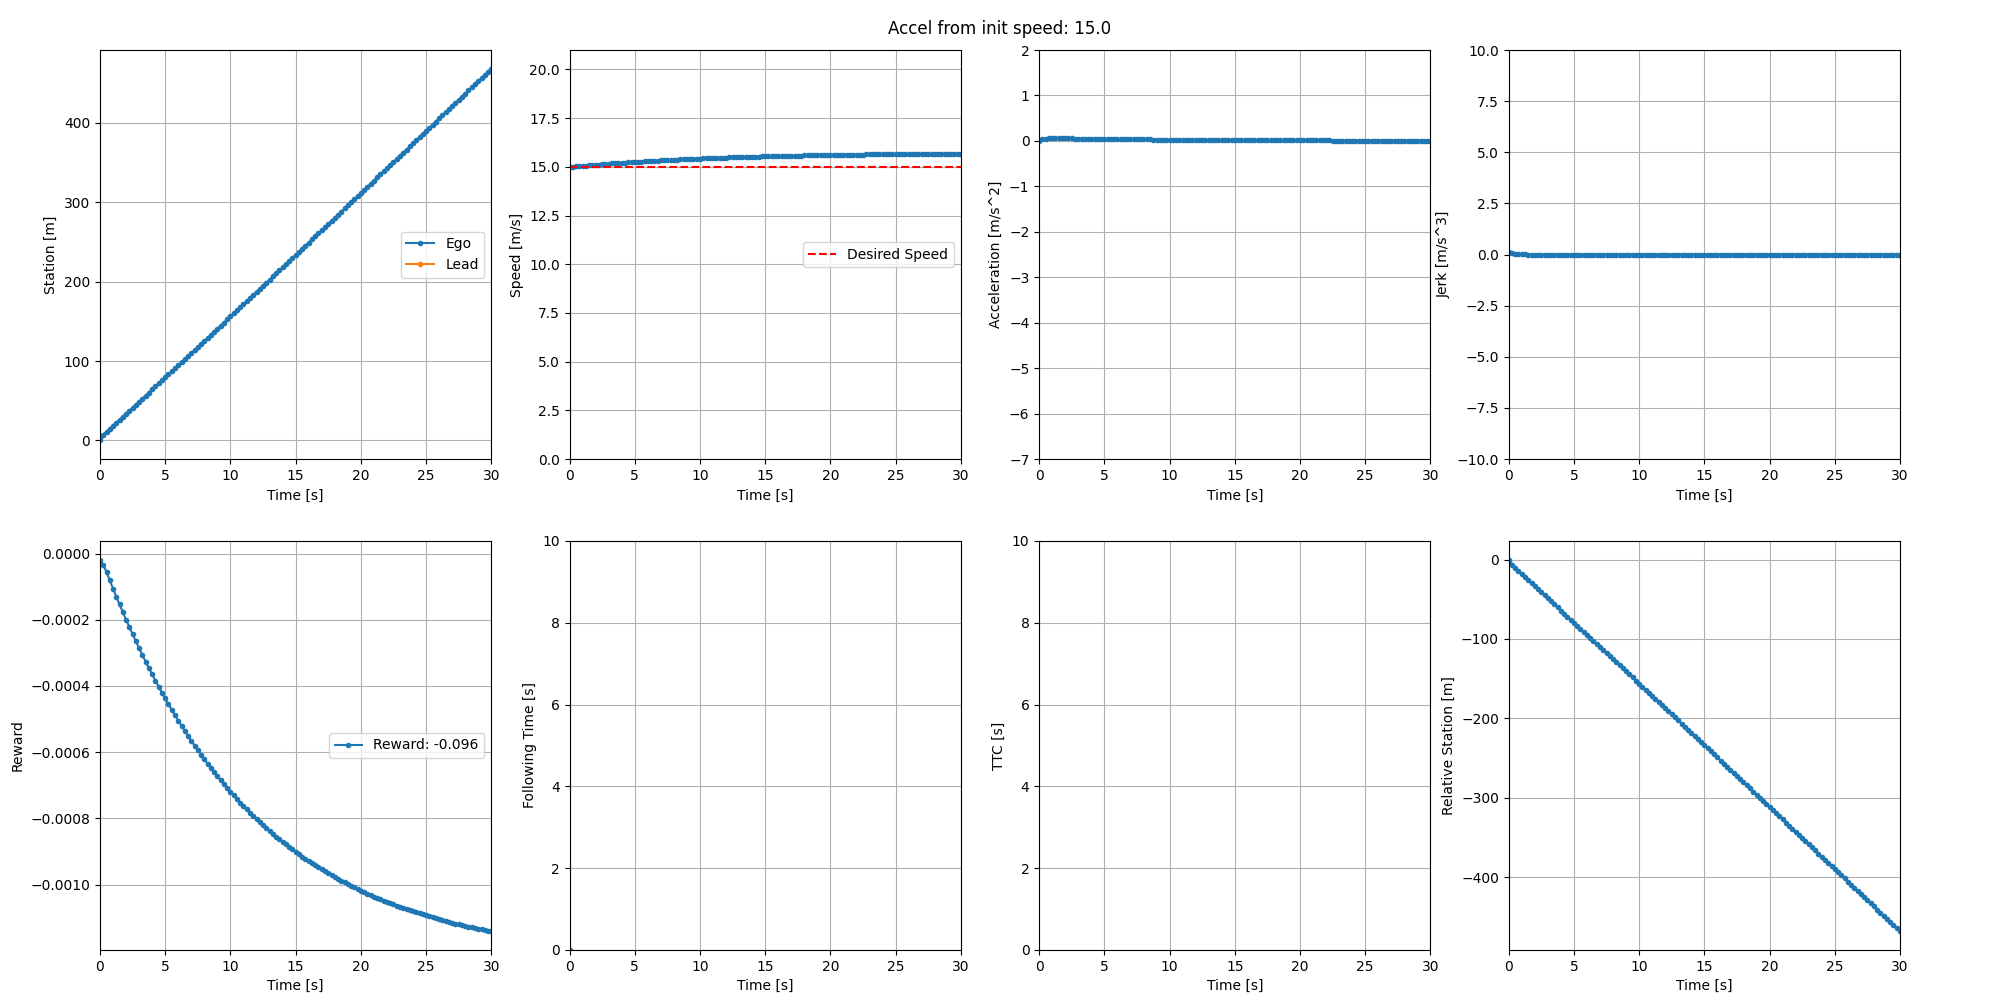 Accel from init speed: 15.0
Station [m]
400
300
200
100
0
Ego
Lead
0 5 10 15 20 25 30
Time [s]
Speed [m/s]
20.0
17.5
15.0
12.5
10.0
7.5
5.0
2.5
0.0
Desired Speed
0 5 10 15 20 25 30
Time [s]
Acceleration [m/s^2]
2
1
0
−1
−2
−3
−4
−5
−6
−7
0 5 10 15 20 25 30
Time [s]
Jerk [m/s^3]
10.0
7.5
5.0
2.5
0.0
−2.5
−5.0
−7.5
−10.0
0 5 10 15 20 25 30
Time [s]
Reward
0.0000
−0.0002
−0.0004
−0.0006
−0.0008
−0.0010
Reward: -0.096
0 5 10 15 20 25 30
Time [s]
Following Time [s]
10
8
6
4
2
0
0 5 10 15 20 25 30
Time [s]
TTC [s]
10
8
6
4
2
0
0 5 10 15 20 25 30
Time [s]
Relative Station [m]
0
−100
−200
−300
−400
0 5 10 15 20 25 30
Time [s]